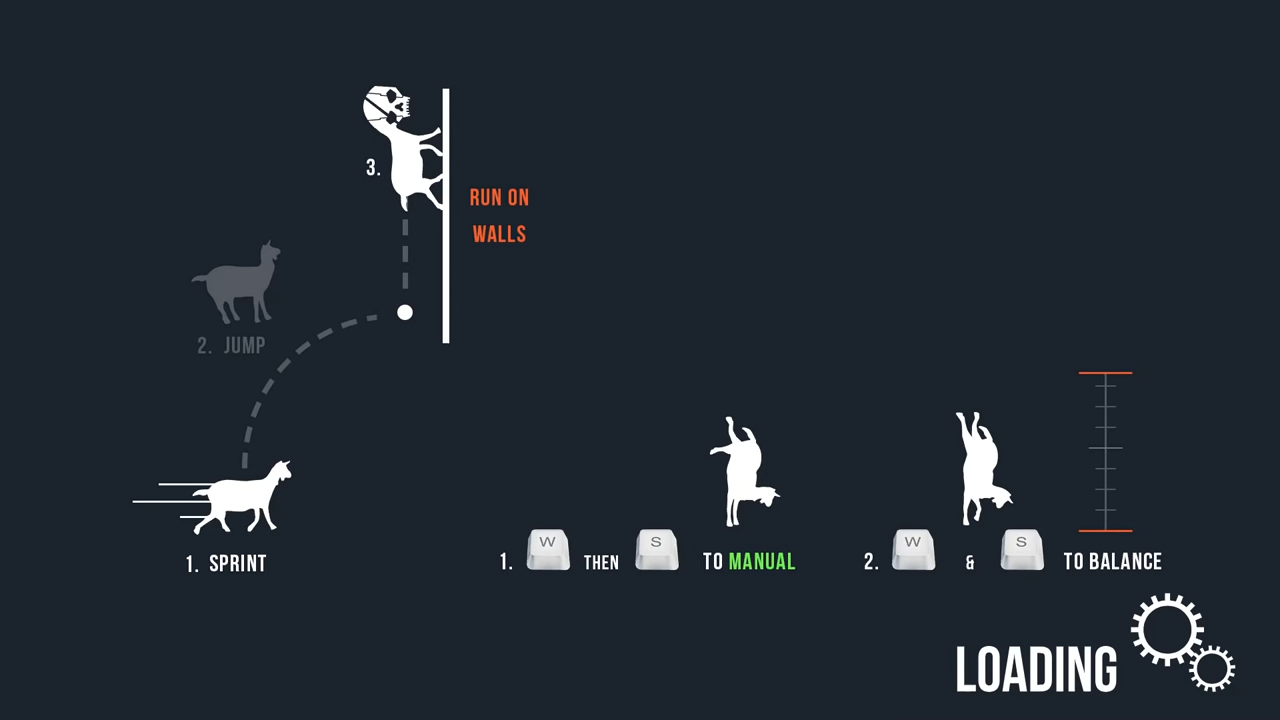 3.
RUN ON
WALLS
2. JUMP
1. SPRINT
1. W THEN S TO MANUAL
2. W & S TO BALANCE
LOADING